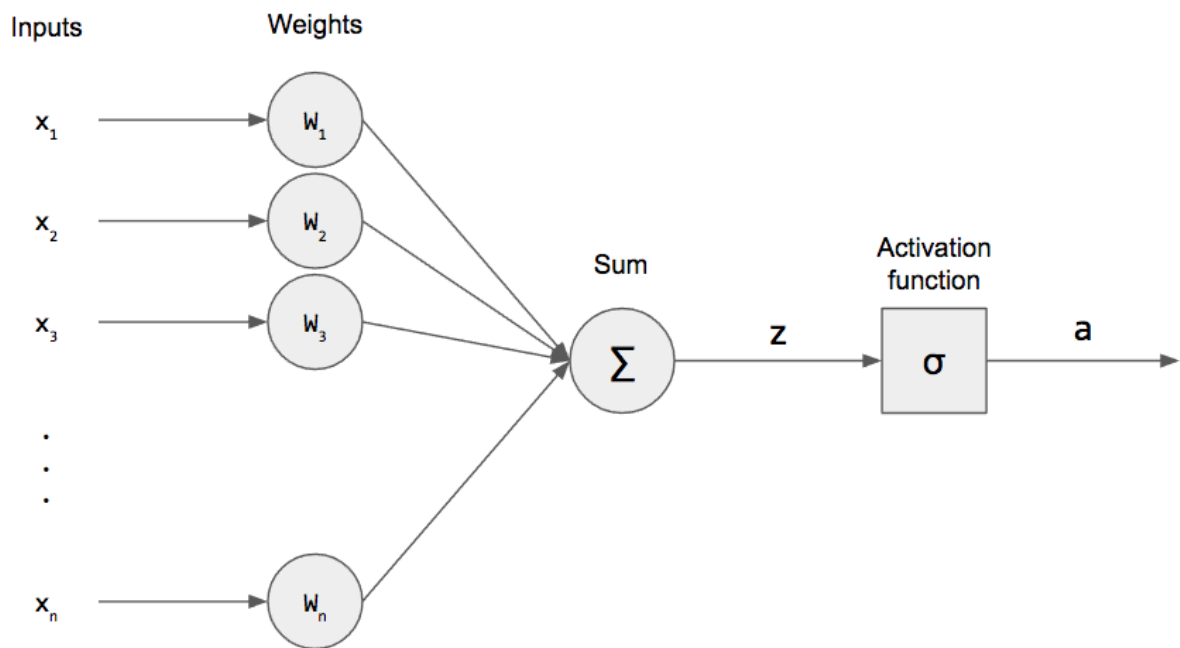 Inputs
Weights
x₁
W₁
x₂
W₂
x₃
W₃
.
.
.
xₙ
Wₙ
Sum
Σ
z
Activation
function
σ
a